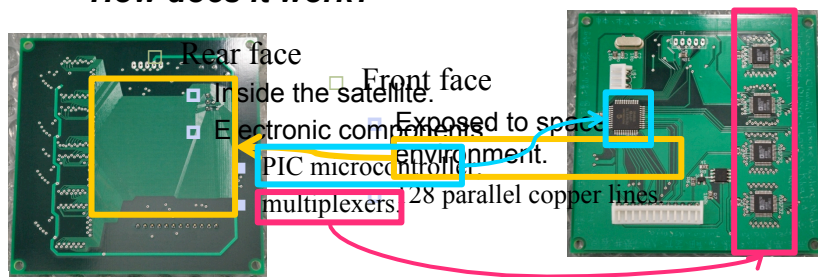 How does it work?
Rear face
Inside the satellite.
Electronic components
PIC microcontroller.
multiplexers.
Front face
Exposed to space
environment.
128 parallel copper lines.